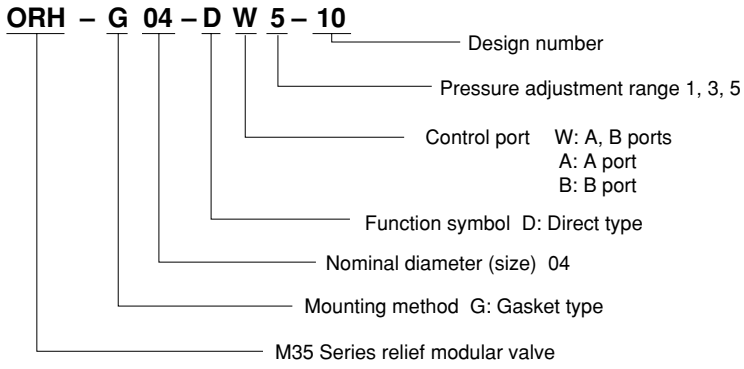 ORH – G 04 – D W 5 – 10
Design number
Pressure adjustment range 1, 3, 5
Control port W: A, B ports
A: A port
B: B port
Function symbol D: Direct type
Nominal diameter (size) 04
Mounting method G: Gasket type
M35 Series relief modular valve